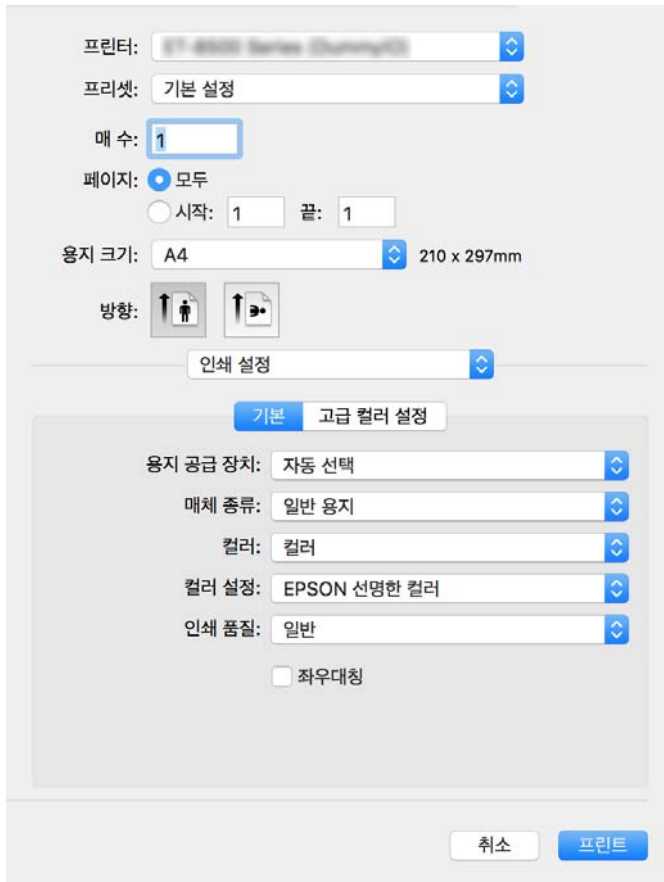 프린터:
프리셋: 기본 설정
매 수: 1
페이지: 모두
시작: 1 끝: 1
용지 크기: A4 210 x 297mm
방향:
인쇄 설정
기본 고급 컬러 설정
용지 공급 장치: 자동 선택
매체 종류: 일반 용지
컬러: 컬러
컬러 설정: EPSON 선명한 컬러
인쇄 품질: 일반
좌우대칭
취소 프린트